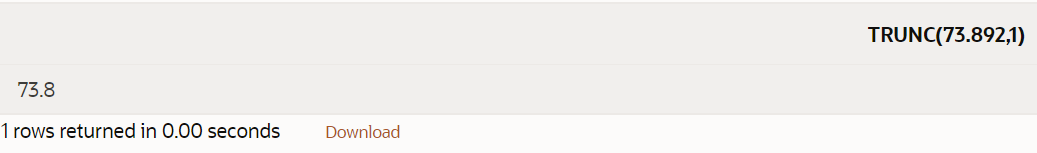 TRUNC(73.892,1)
73.8
1 rows returned in 0.00 seconds Download